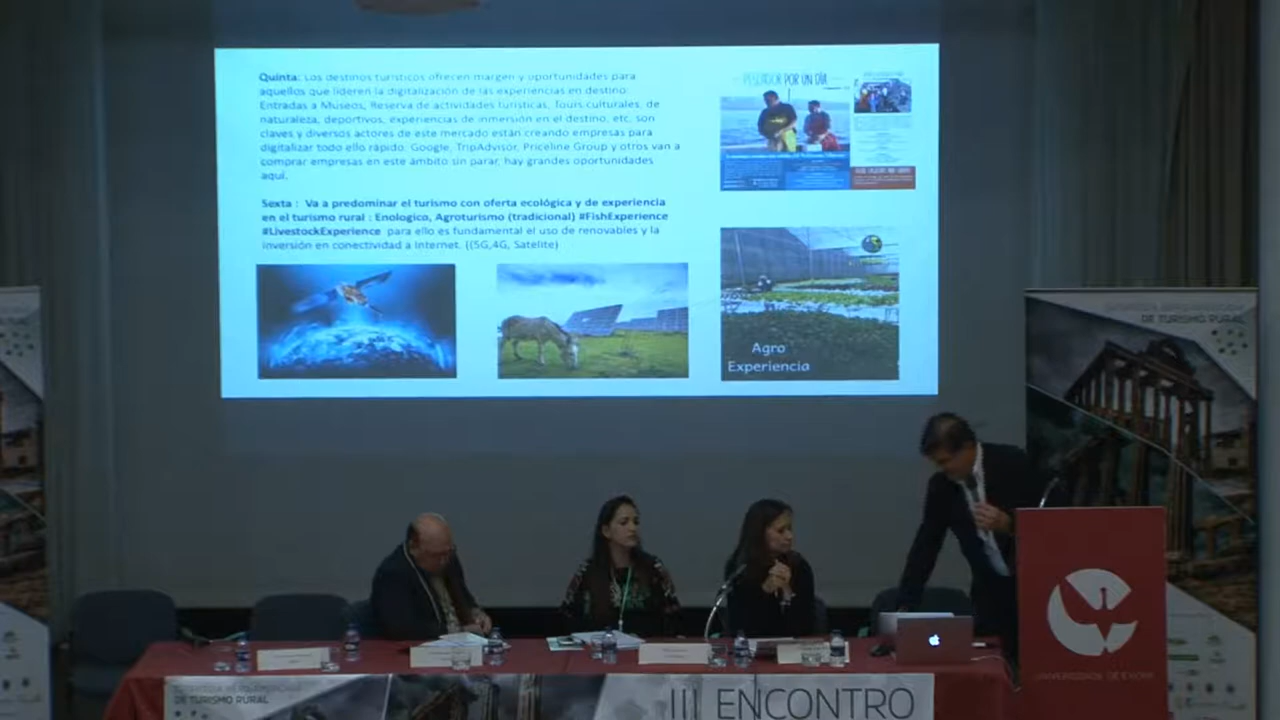 Quinta: Los destinos turísticos ofrecen margen y oportunidades para
aquellos que lideren la digitalización de las experiencias en destino.
Entradas a Museos, Reserva de actividades turísticas, Tours culturales, de
naturaleza, deportivos, experiencias de inmersión en el destino, etc, son
claves y diversos actores de este mercado están creando empresas para
digitalizar todo ello rápido. Google, TripAdvisor, Priceline Group y otros van a
comprar empresas en este ámbito sin parar, hay grandes oportunidades
aquí.
Sexta : Va a predominar el turismo con oferta ecológica y de experiencia
en el turismo rural : Enologico, Agroturismo (tradicional) #FishExperience
#LivestockExperience para ello es fundamental el uso de renovables y la
inversión en conectividad a Internet. ((5G,4G, Satelite)
PESCADOR POR UN DÍA
Agro
Experiencia
DE TURISMO RURAL
UNIVERSIDADE DE ÉVORA
DE TURISMO RURAL
III ENCONTRO